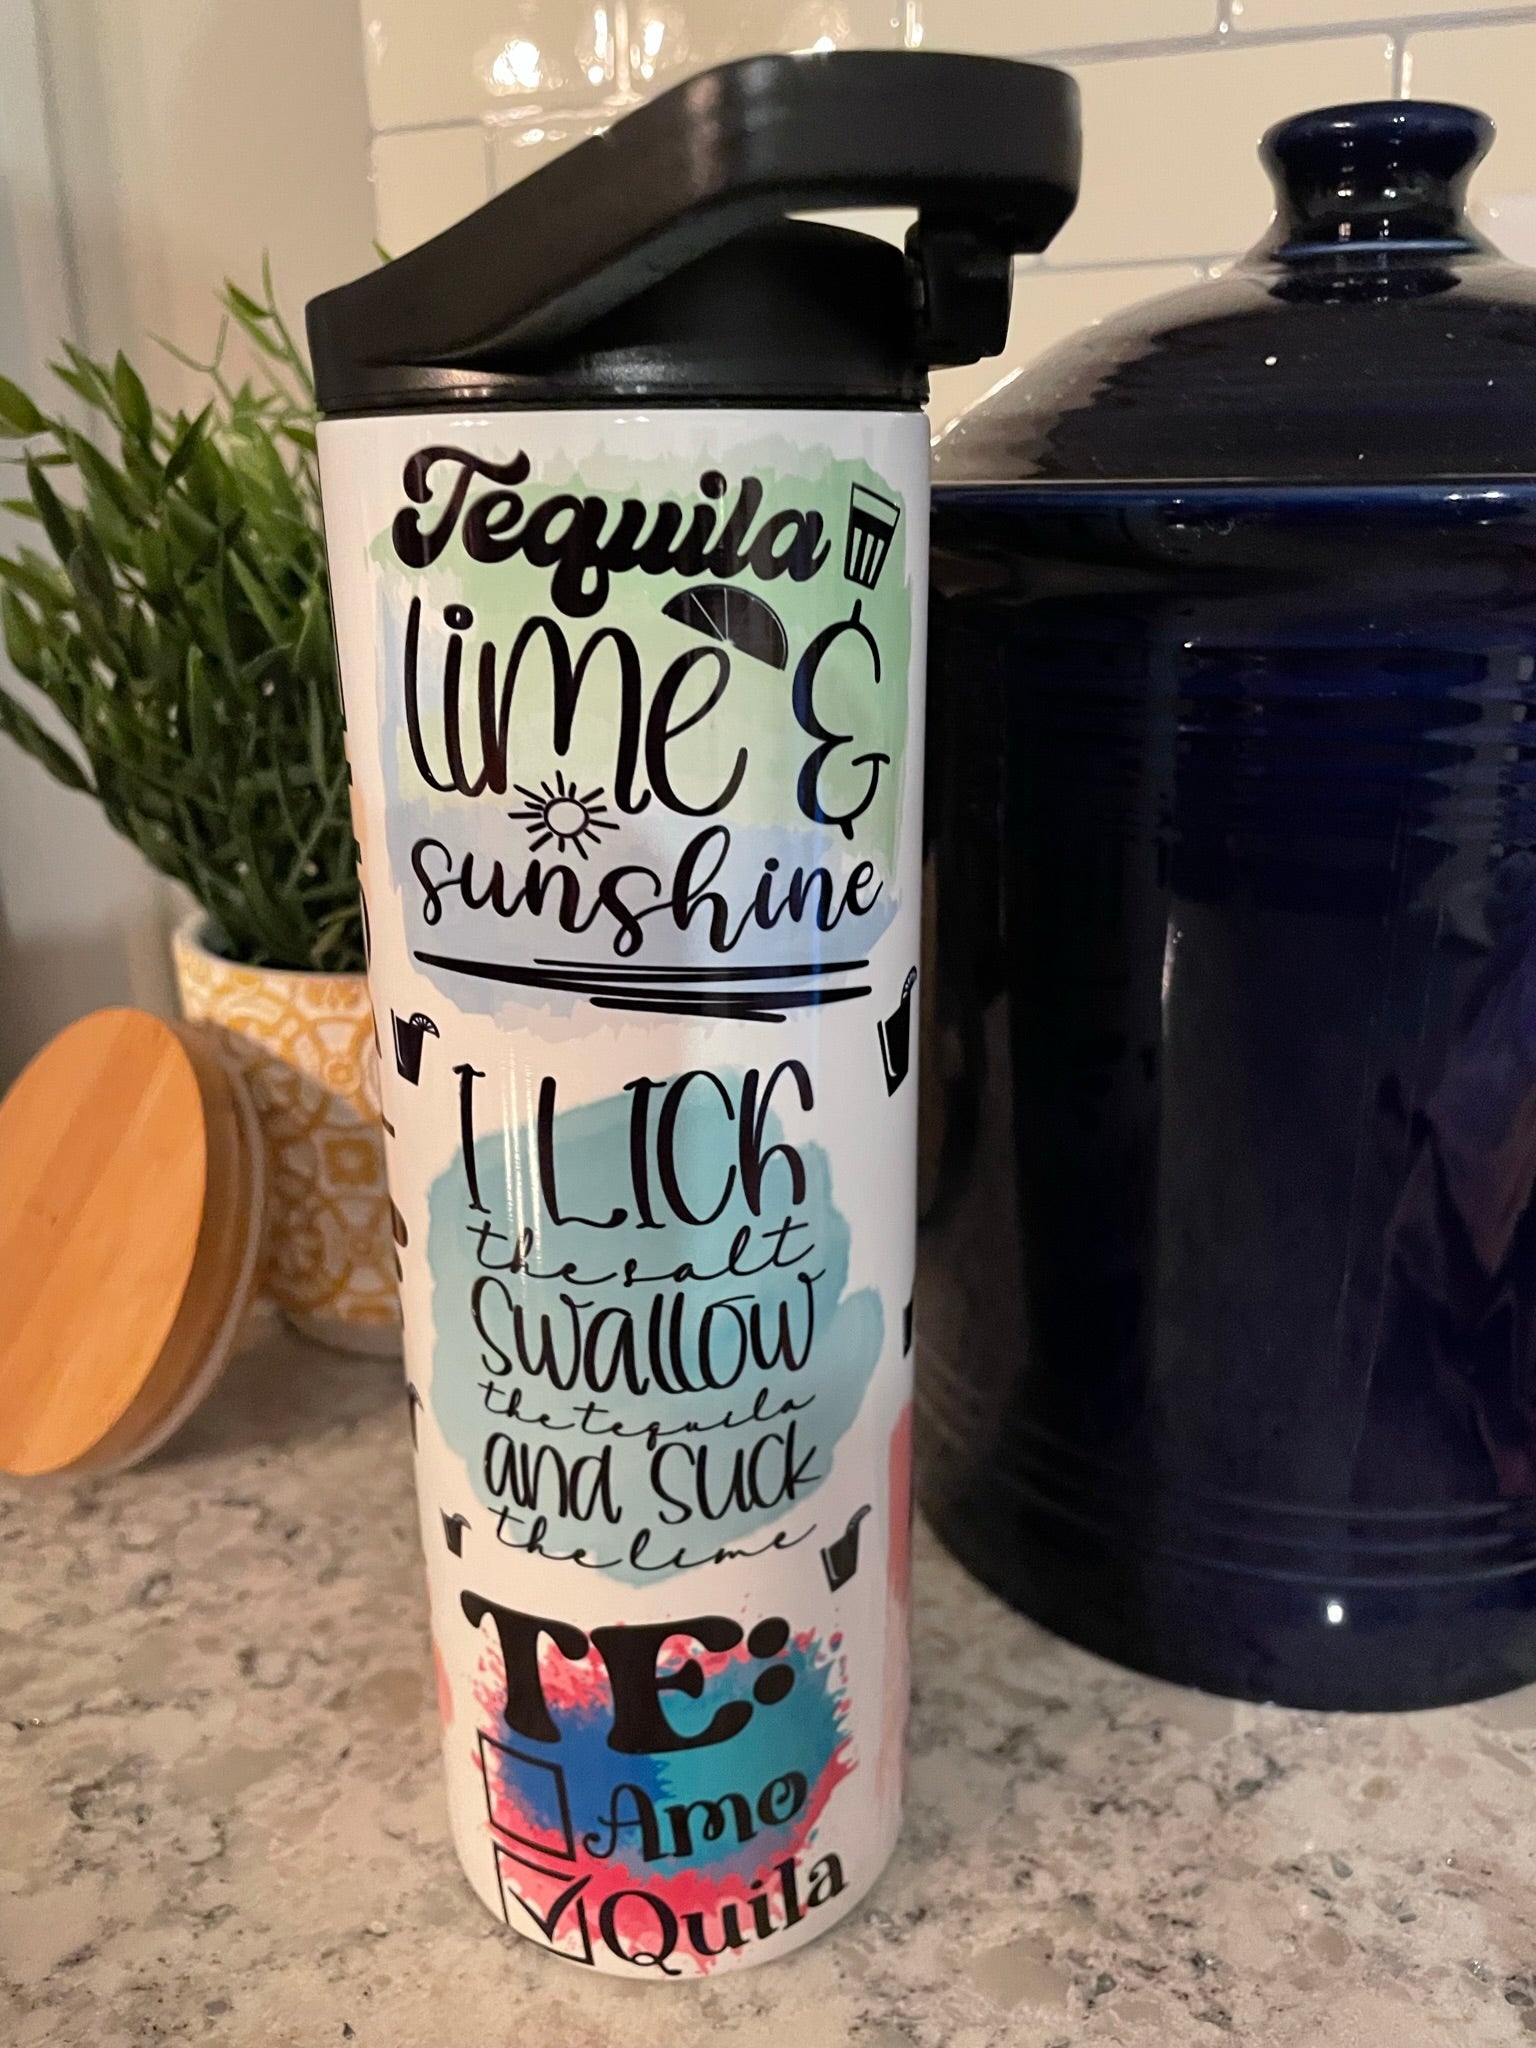 Tequila
lime &
sunshine
I LICK
the salt
swallow
the tequila
and suck
the lime
TE:
Amo
Quila